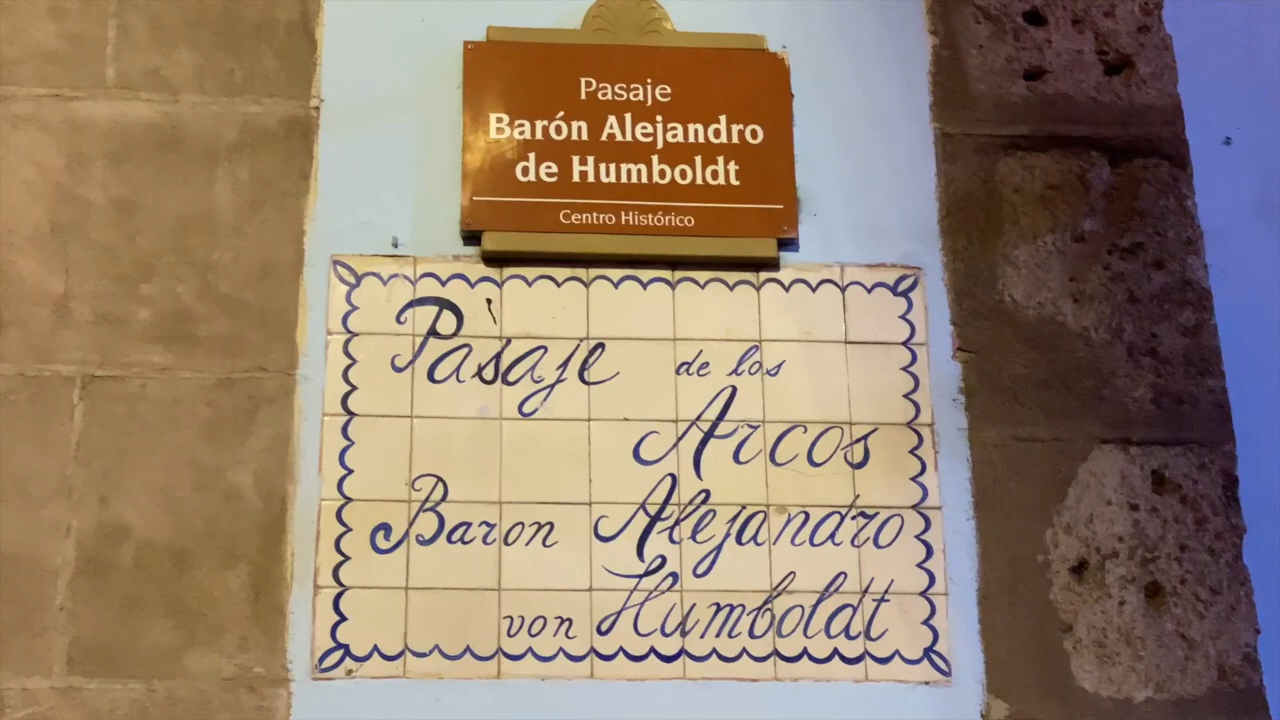 Pasaje
Barón Alejandro
de Humboldt
Centro Histórico
Pasaje de los
Arcos
Baron Alejandro
von Humboldt